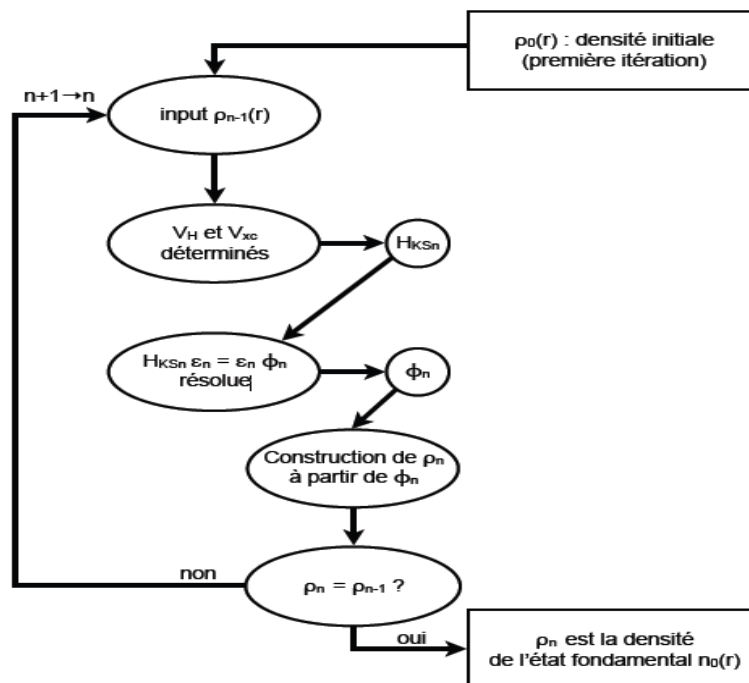 ρ₀(r) : densité initiale
(première itération)
n+1→n
input ρₙ₋₁(r)
V_H et V_xc
déterminés
H_KSn
H_KSn εₙ = εₙ ϕₙ
résolue|
ϕₙ
Construction de ρₙ
à partir de ϕₙ
non
ρₙ = ρₙ₋₁ ?
oui
ρₙ est la densité
de l'état fondamental n₀(r)